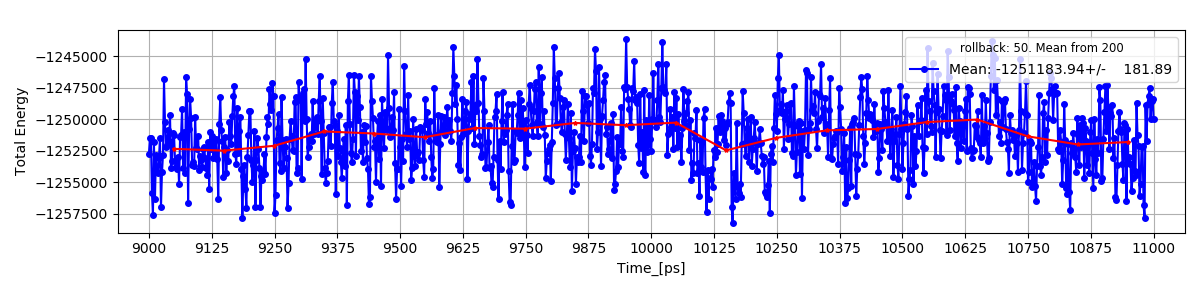 rollback: 50. Mean from 200
Mean: -1251183.94+/- 181.89
Total Energy
−1245000
−1247500
−1250000
−1252500
−1255000
−1257500
9000 9125 9250 9375 9500 9625 9750 9875 10000 10125 10250 10375 10500 10625 10750 10875 11000
Time_[ps]